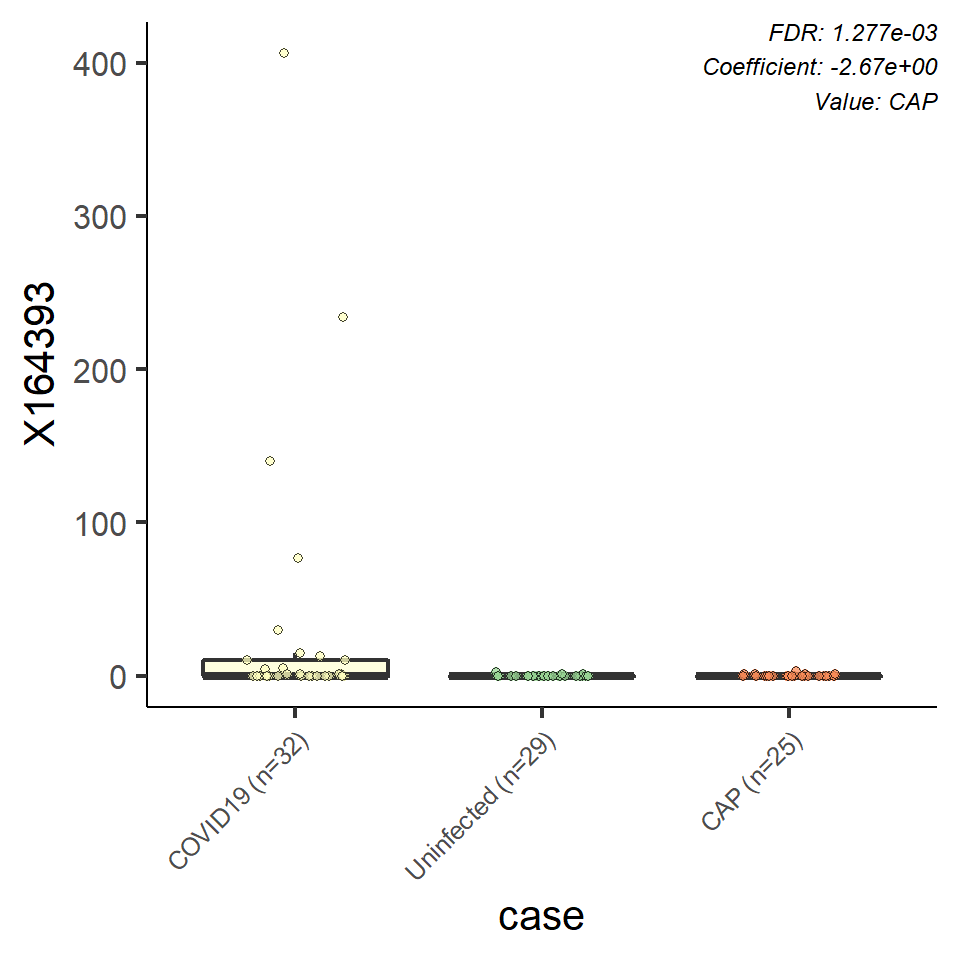 FDR: 1.277e-03
Coefficient: -2.67e+00
Value: CAP
400
300
200
100
0
X164393
COVID19 (n=32)
Uninfected (n=29)
CAP (n=25)
case